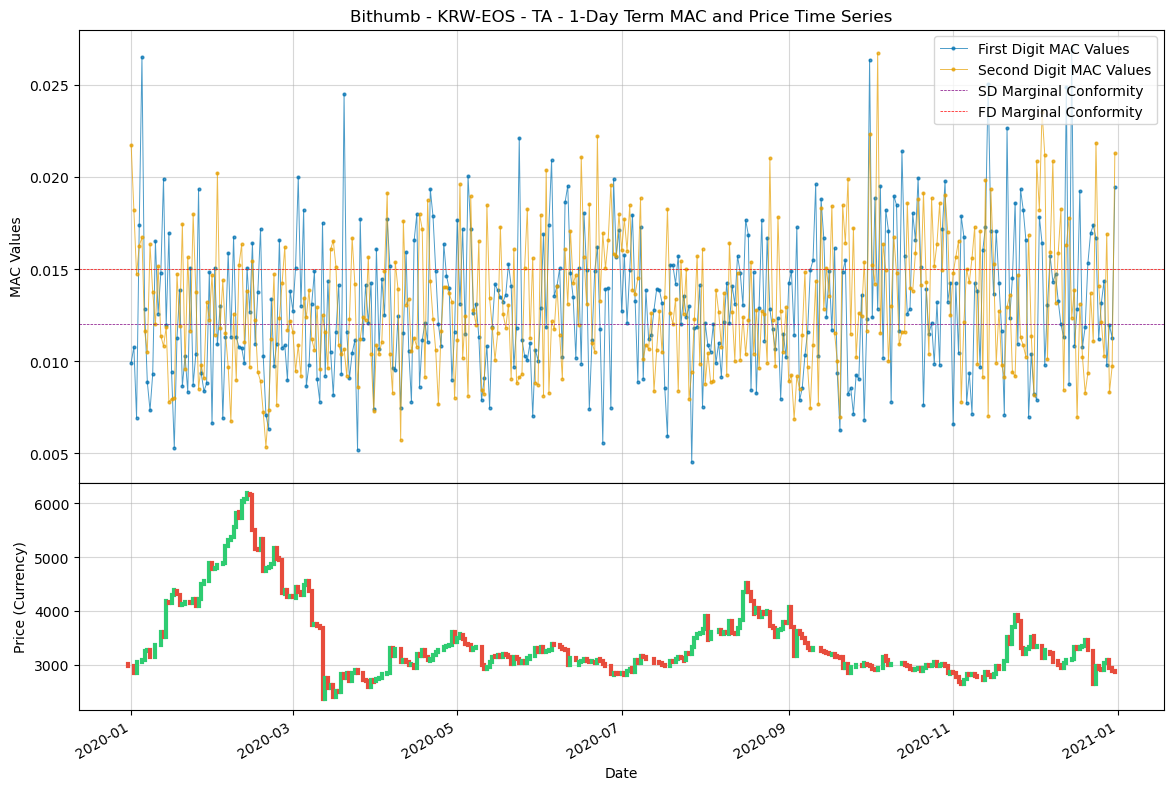 Bithumb - KRW-EOS - TA - 1-Day Term MAC and Price Time Series
First Digit MAC Values
Second Digit MAC Values
SD Marginal Conformity
FD Marginal Conformity
MAC Values
0.025
0.020
0.015
0.010
0.005
Price (Currency)
6000
5000
4000
3000
2020-01
2020-03
2020-05
2020-07
2020-09
2020-11
2021-01
Date